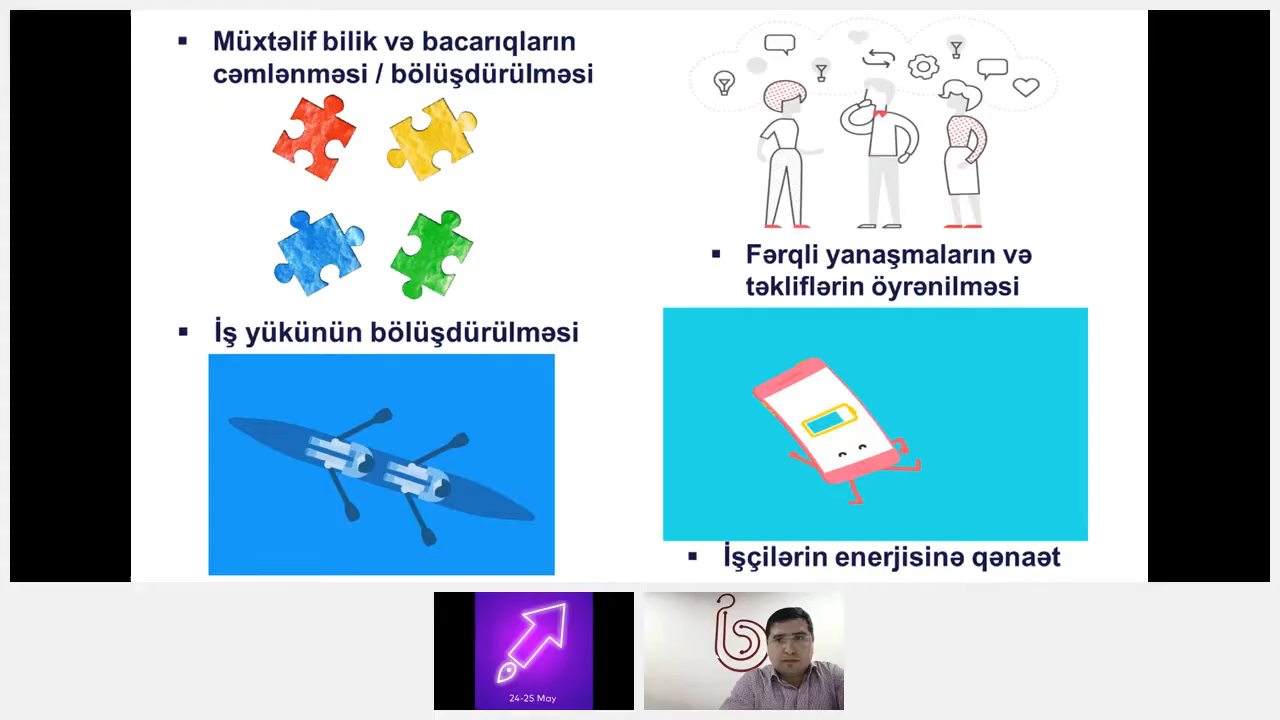 ▪ Müxtəlif bilik və bacarıqların
cəmlənməsi / bölüşdürülməsi
▪ İş yükünün bölüşdürülməsi
▪ Fərqli yanaşmaların və
təkliflərin öyrənilməsi
▪ İşçilərin enerjisinə qənaət
24-25 May